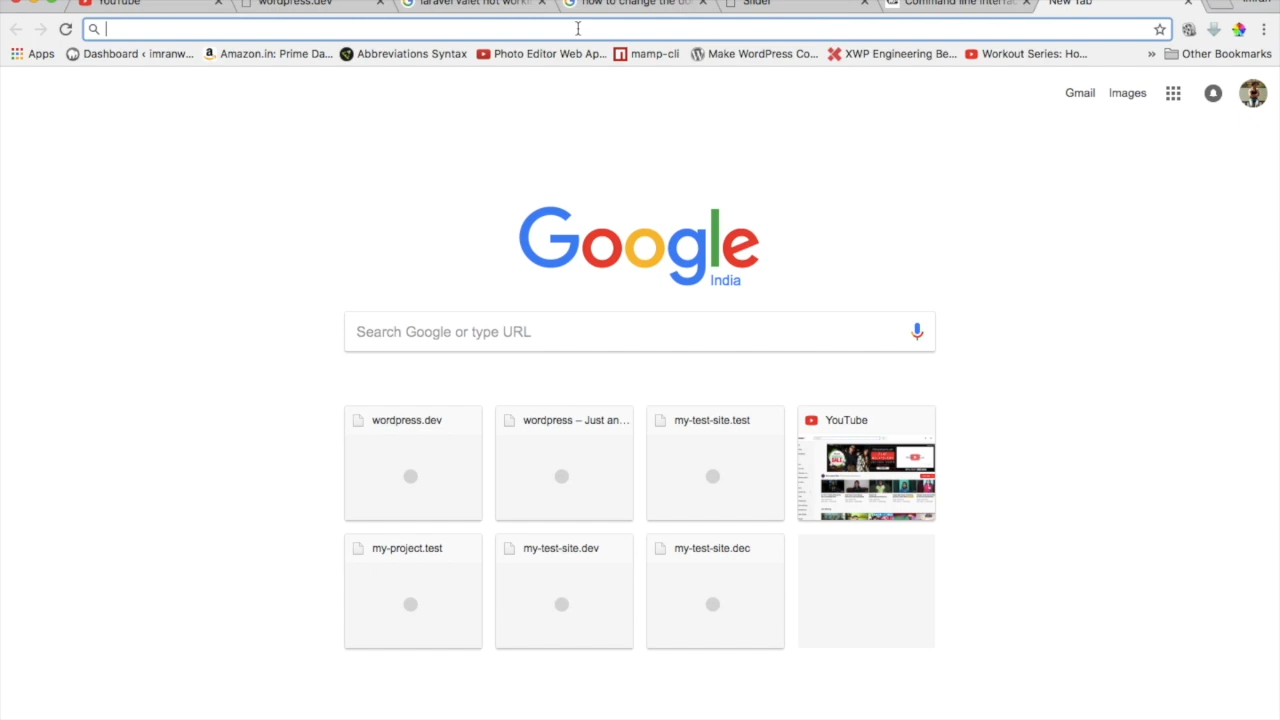 YouTube
wordpress.dev
laravel valet not worki
how to change the do
Slider
Command line interfac
New Tab
Imran
Apps
Dashboard ‹ imranw...
Amazon.in: Prime Da...
Abbreviations Syntax
Photo Editor Web Ap...
mamp-cli
Make WordPress Co...
XWP Engineering Be...
Workout Series: Ho...
»
Other Bookmarks
Gmail
Images
Google
India
Search Google or type URL
wordpress.dev
wordpress – Just an...
my-test-site.test
YouTube
my-project.test
my-test-site.dev
my-test-site.dec